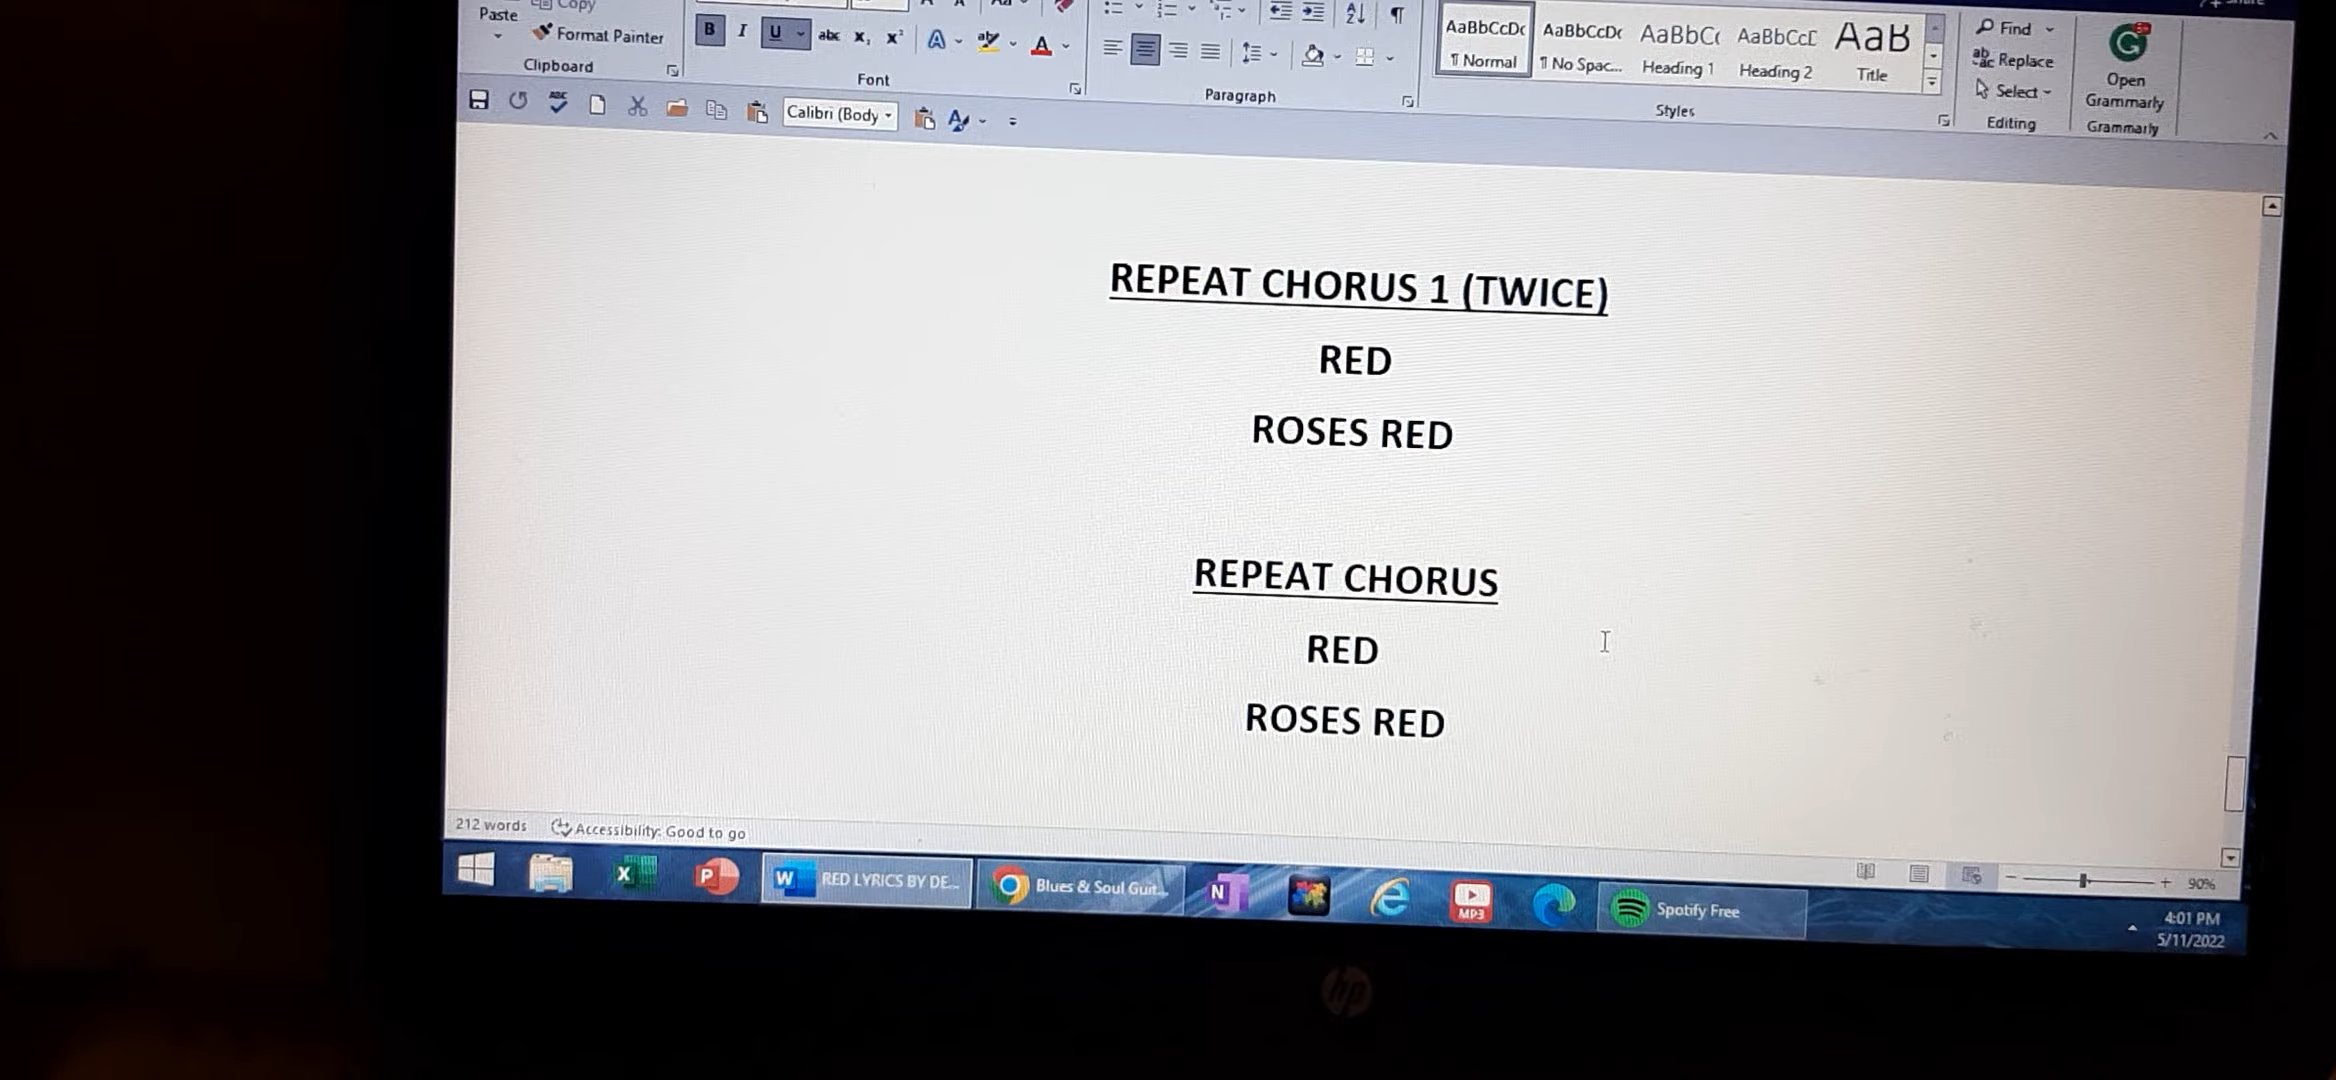 Copy
Paste
Format Painter
Clipboard
B I U abc x, x²
A
Font
Paragraph
AaBbCcDc AaBbCcDc AaBbC( AaBbCcD AaB
¶ Normal ¶ No Spac... Heading 1 Heading 2 Title
Styles
Find
Replace
Select
Editing
Open
Grammarly
Grammarly
Calibri (Body
REPEAT CHORUS 1 (TWICE)
RED
ROSES RED
REPEAT CHORUS
RED
ROSES RED
212 words Accessibility: Good to go
90%
RED LYRICS BY DE...
Blues & Soul Guit...
MP3
Spotify Free
4:01 PM
5/11/2022
hp